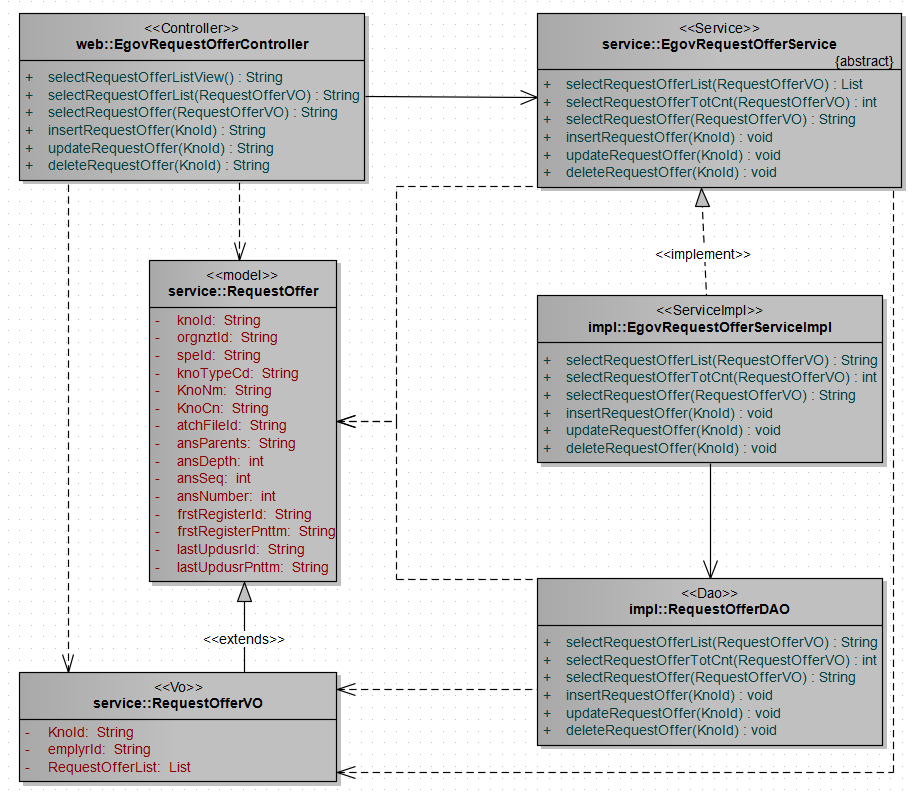 <<Controller>>
web::EgovRequestOfferController
+ selectRequestOfferListView() : String
+ selectRequestOfferList(RequestOfferVO) : String
+ selectRequestOffer(RequestOfferVO) : String
+ insertRequestOffer(KnoId) : String
+ updateRequestOffer(KnoId) : String
+ deleteRequestOffer(KnoId) : String
<<Service>>
service::EgovRequestOfferService
{abstract}
+ selectRequestOfferList(RequestOfferVO) : List
+ selectRequestOfferTotCnt(RequestOfferVO) : int
+ selectRequestOffer(RequestOfferVO) : String
+ insertRequestOffer(KnoId) : void
+ updateRequestOffer(KnoId) : void
+ deleteRequestOffer(KnoId) : void
<<implement>>
<<model>>
service::RequestOffer
- knoId: String
- orgnztId: String
- speId: String
- knoTypeCd: String
- KnoNm: String
- KnoCn: String
- atchFileId: String
- ansParents: String
- ansDepth: int
- ansSeq: int
- ansNumber: int
- frstRegisterId: String
- frstRegisterPnttm: String
- lastUpdusrId: String
- lastUpdusrPnttm: String
<<ServiceImpl>>
impl::EgovRequestOfferServiceImpl
+ selectRequestOfferList(RequestOfferVO) : String
+ selectRequestOfferTotCnt(RequestOfferVO) : int
+ selectRequestOffer(RequestOfferVO) : String
+ insertRequestOffer(KnoId) : void
+ updateRequestOffer(KnoId) : void
+ deleteRequestOffer(KnoId) : void
<<extends>>
<<Dao>>
impl::RequestOfferDAO
+ selectRequestOfferList(RequestOfferVO) : String
+ selectRequestOfferTotCnt(RequestOfferVO) : int
+ selectRequestOffer(RequestOfferVO) : String
+ insertRequestOffer(KnoId) : void
+ updateRequestOffer(KnoId) : void
+ deleteRequestOffer(KnoId) : void
<<Vo>>
service::RequestOfferVO
- KnoId: String
- emplyrId: String
- RequestOfferList: List